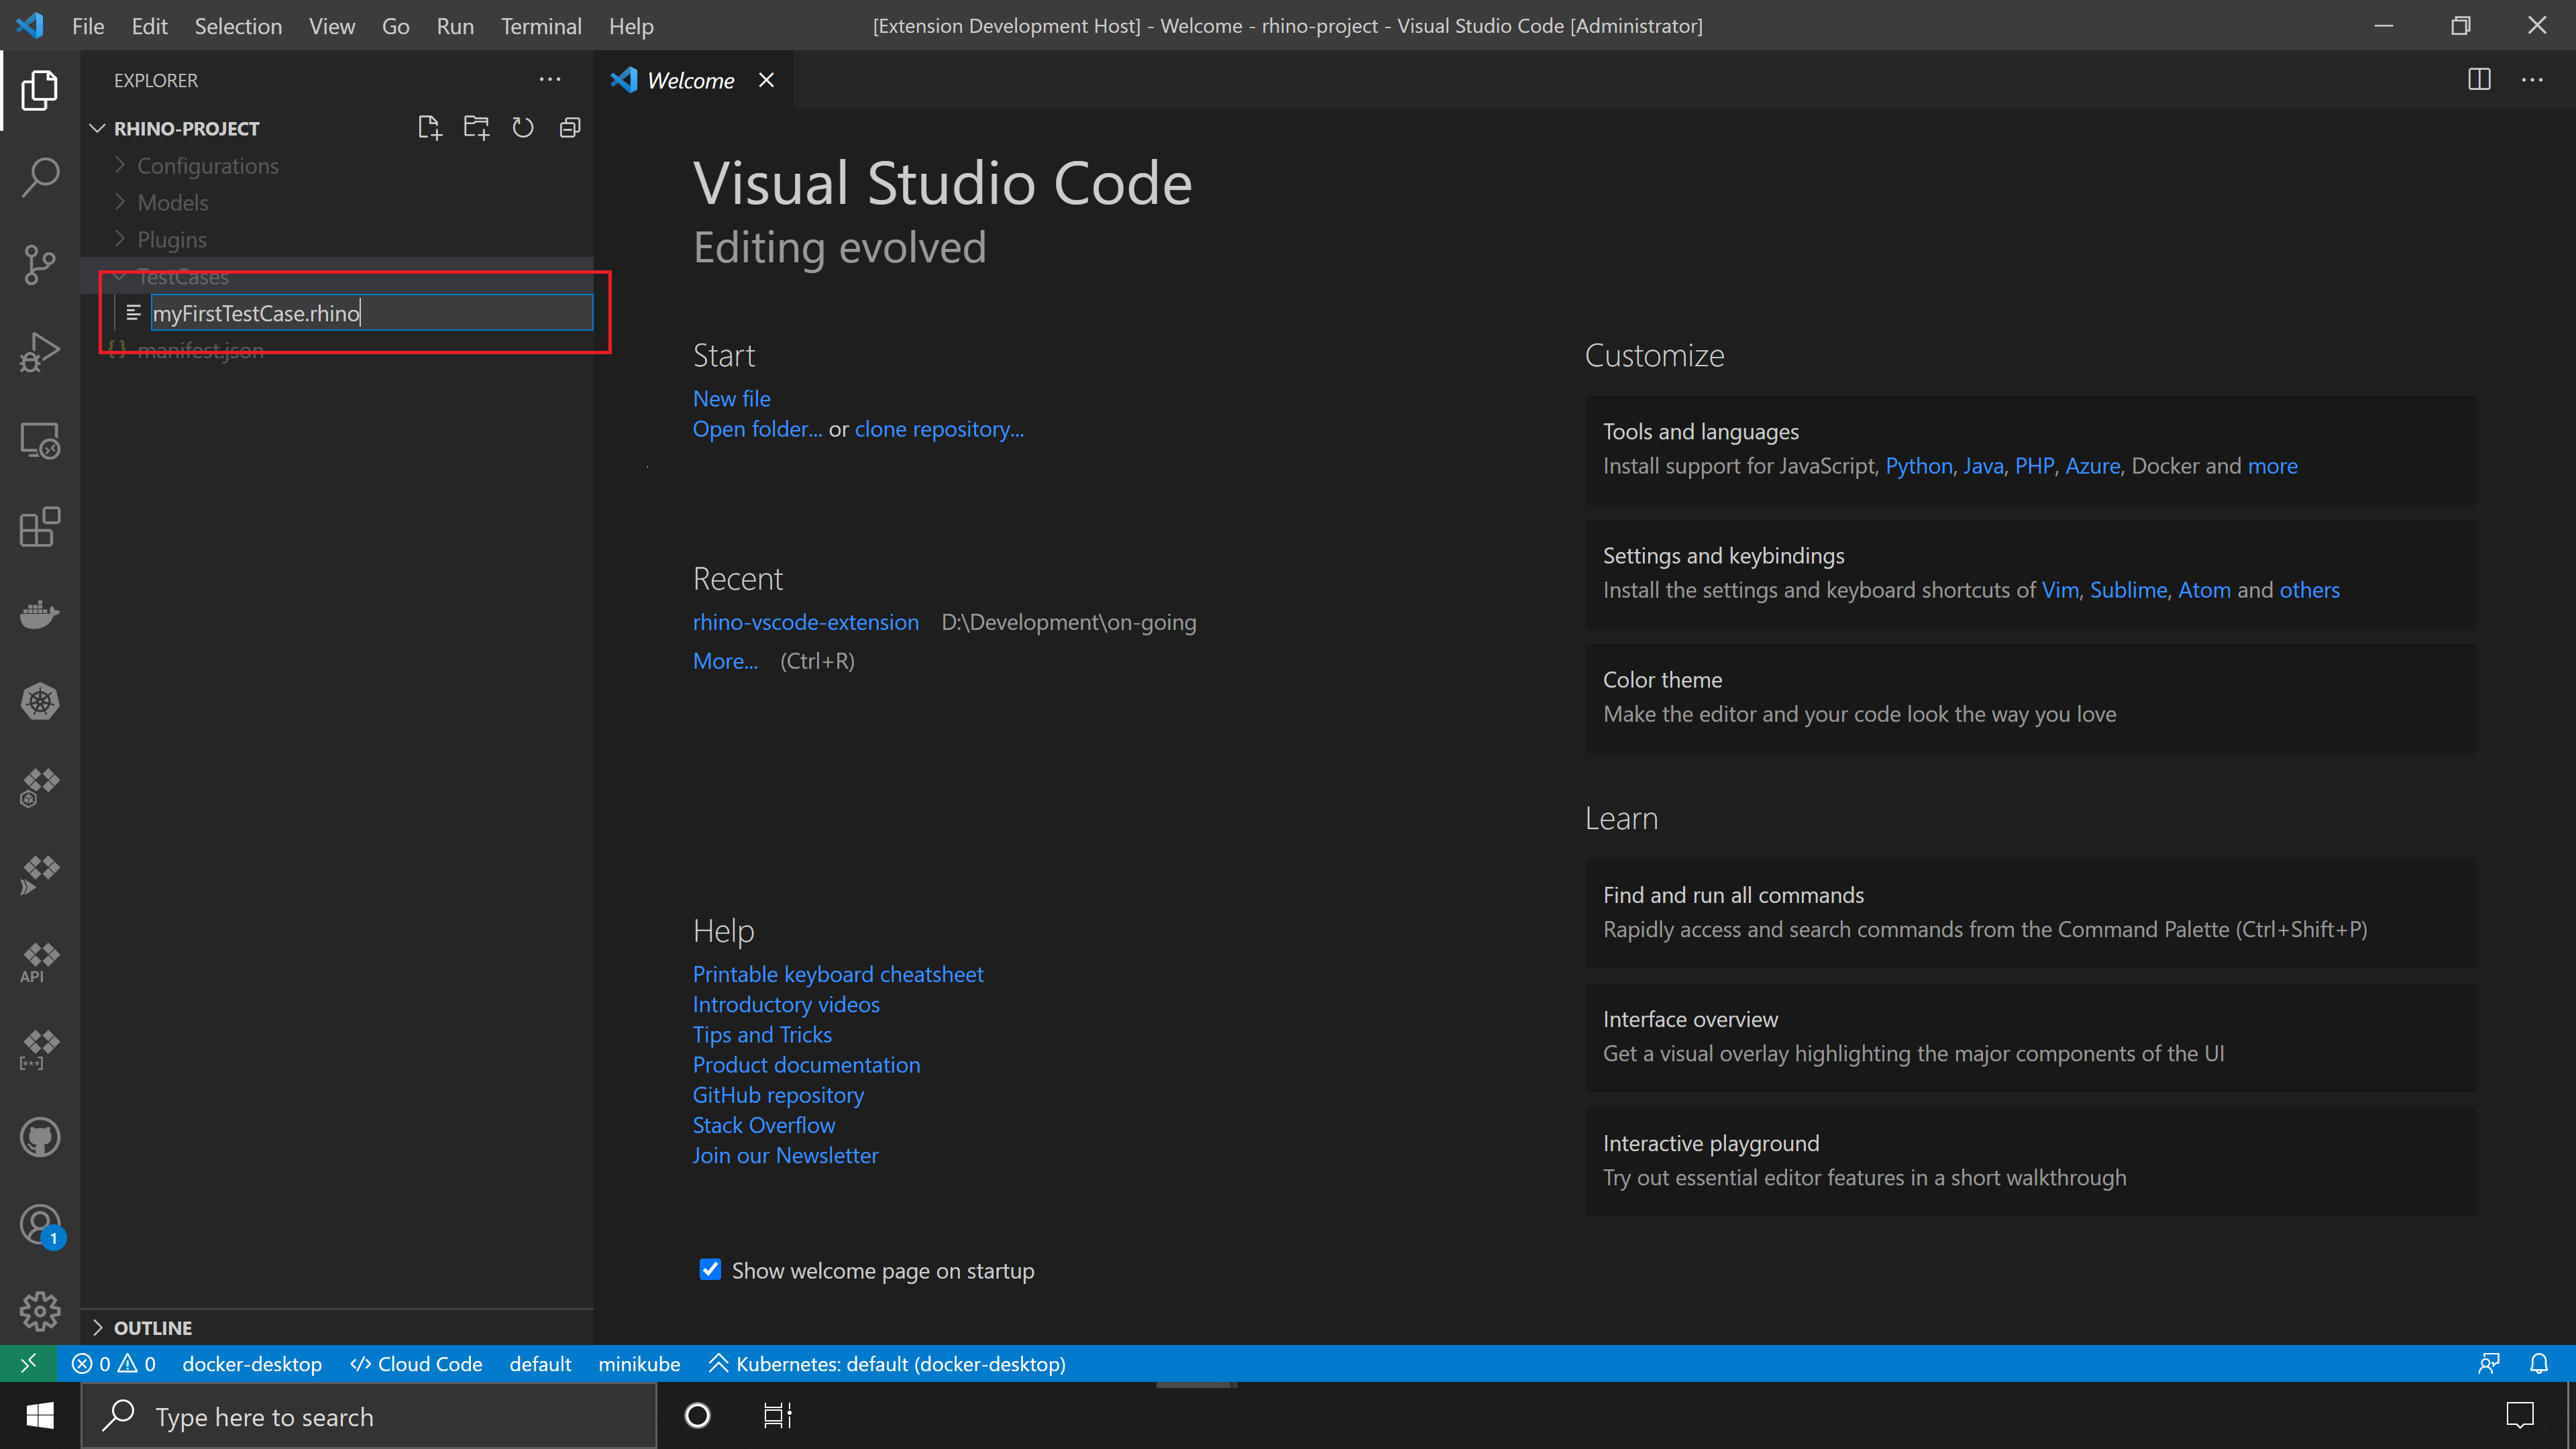 File Edit Selection View Go Run Terminal Help
[Extension Development Host] - Welcome - rhino-project - Visual Studio Code [Administrator]
EXPLORER
Welcome
RHINO-PROJECT
Configurations
Models
Plugins
TestCases
myFirstTestCase.rhino
{} manifest.json
OUTLINE
Visual Studio Code
Editing evolved
Start
New file
Open folder... or clone repository...
Recent
rhino-vscode-extension D:\Development\on-going
More... (Ctrl+R)
Help
Printable keyboard cheatsheet
Introductory videos
Tips and Tricks
Product documentation
GitHub repository
Stack Overflow
Join our Newsletter
Show welcome page on startup
Customize
Tools and languages
Install support for JavaScript, Python, Java, PHP, Azure, Docker and more
Settings and keybindings
Install the settings and keyboard shortcuts of Vim, Sublime, Atom and others
Color theme
Make the editor and your code look the way you love
Learn
Find and run all commands
Rapidly access and search commands from the Command Palette (Ctrl+Shift+P)
Interface overview
Get a visual overlay highlighting the major components of the UI
Interactive playground
Try out essential editor features in a short walkthrough
API
[***]
1
0 0 docker-desktop </> Cloud Code default minikube Kubernetes: default (docker-desktop)
Type here to search